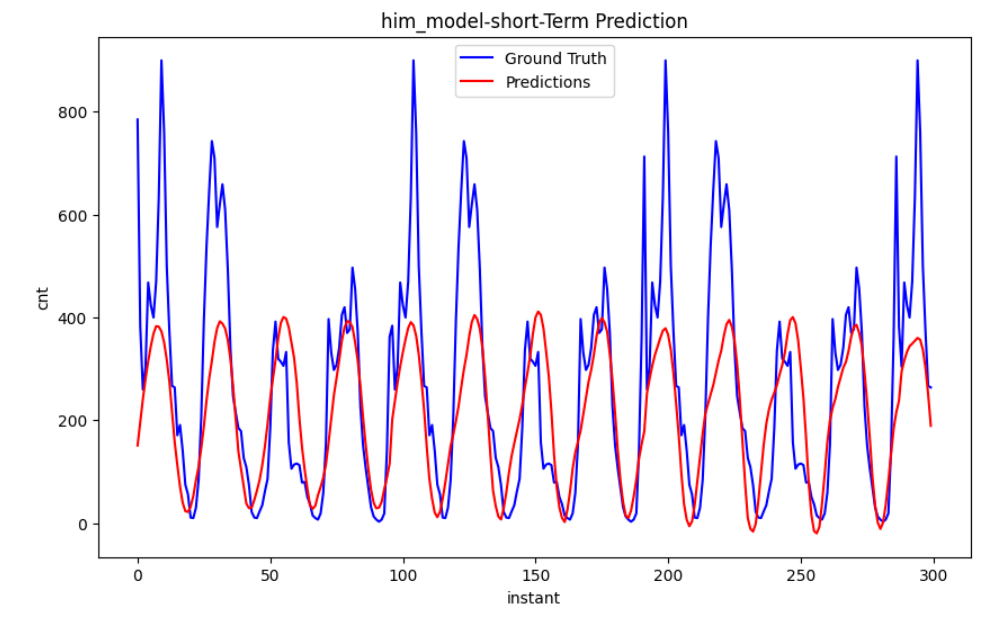 him_model-short-Term Prediction
Ground Truth
Predictions
800
600
400
200
0
cnt
0 50 100 150 200 250 300
instant